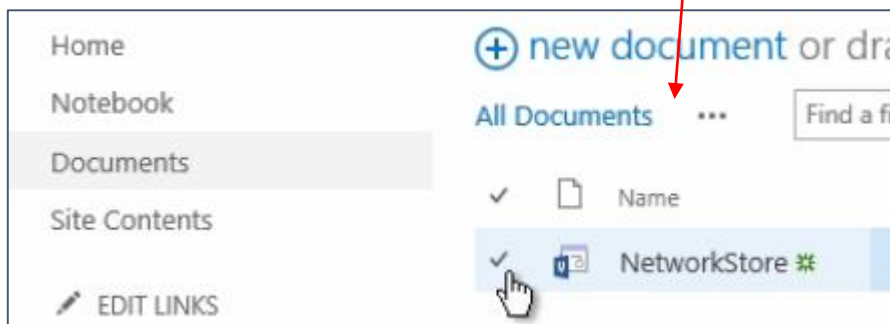 Home
Notebook
Documents
Site Contents
EDIT LINKS
new document or dra
All Documents ...
Find a fi
Name
NetworkStore